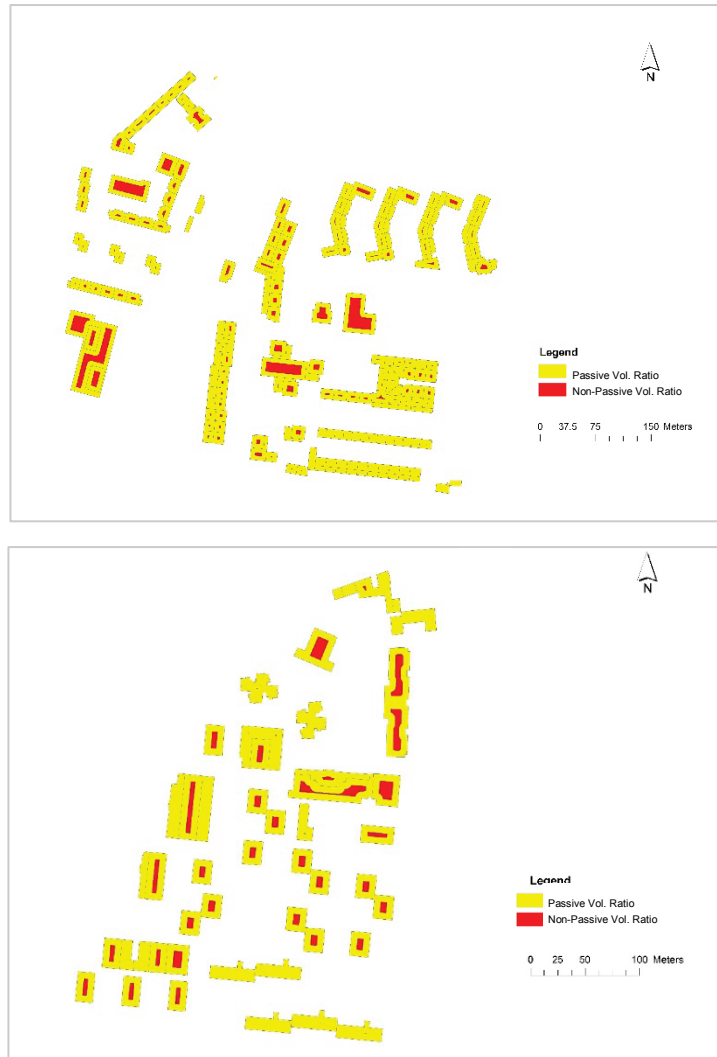 N
Legend
Passive Vol. Ratio
Non-Passive Vol. Ratio
0 37.5 75 150 Meters
N
Legend
Passive Vol. Ratio
Non-Passive Vol. Ratio
0 25 50 100 Meters